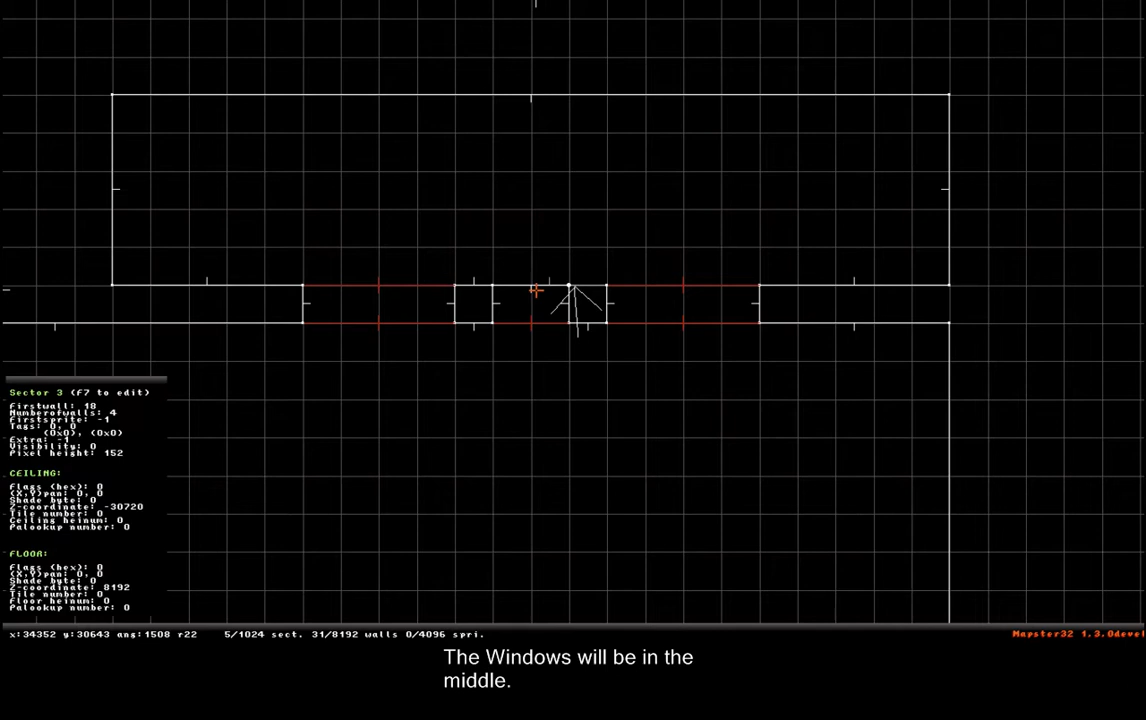 Sector 3 (F7 to edit)
Firstwall: 18
Numberofwalls: 4
Firstsprite: -1
Tags: 0, 0
(0x0), (0x0)
Extra: -1
Visibility: 0
Pixel height: 152
CEILING:
Flags (hex): 0
(X,Y)pan: 0, 0
Shade byte: 0
Z-coordinate: -30720
Tile number: 0
Ceiling heinum: 0
Palookup number: 0
FLOOR:
Flags (hex): 0
(X,Y)pan: 0, 0
Shade byte: 0
Z-coordinate: 8192
Tile number: 0
Floor heinum: 0
Palookup number: 0
x:34352 y:30643 ang:1508 r22 5/1024 sect. 31/8192 walls 0/4096 spri. Mapster32 1.3.0devel
The Windows will be in the
middle.